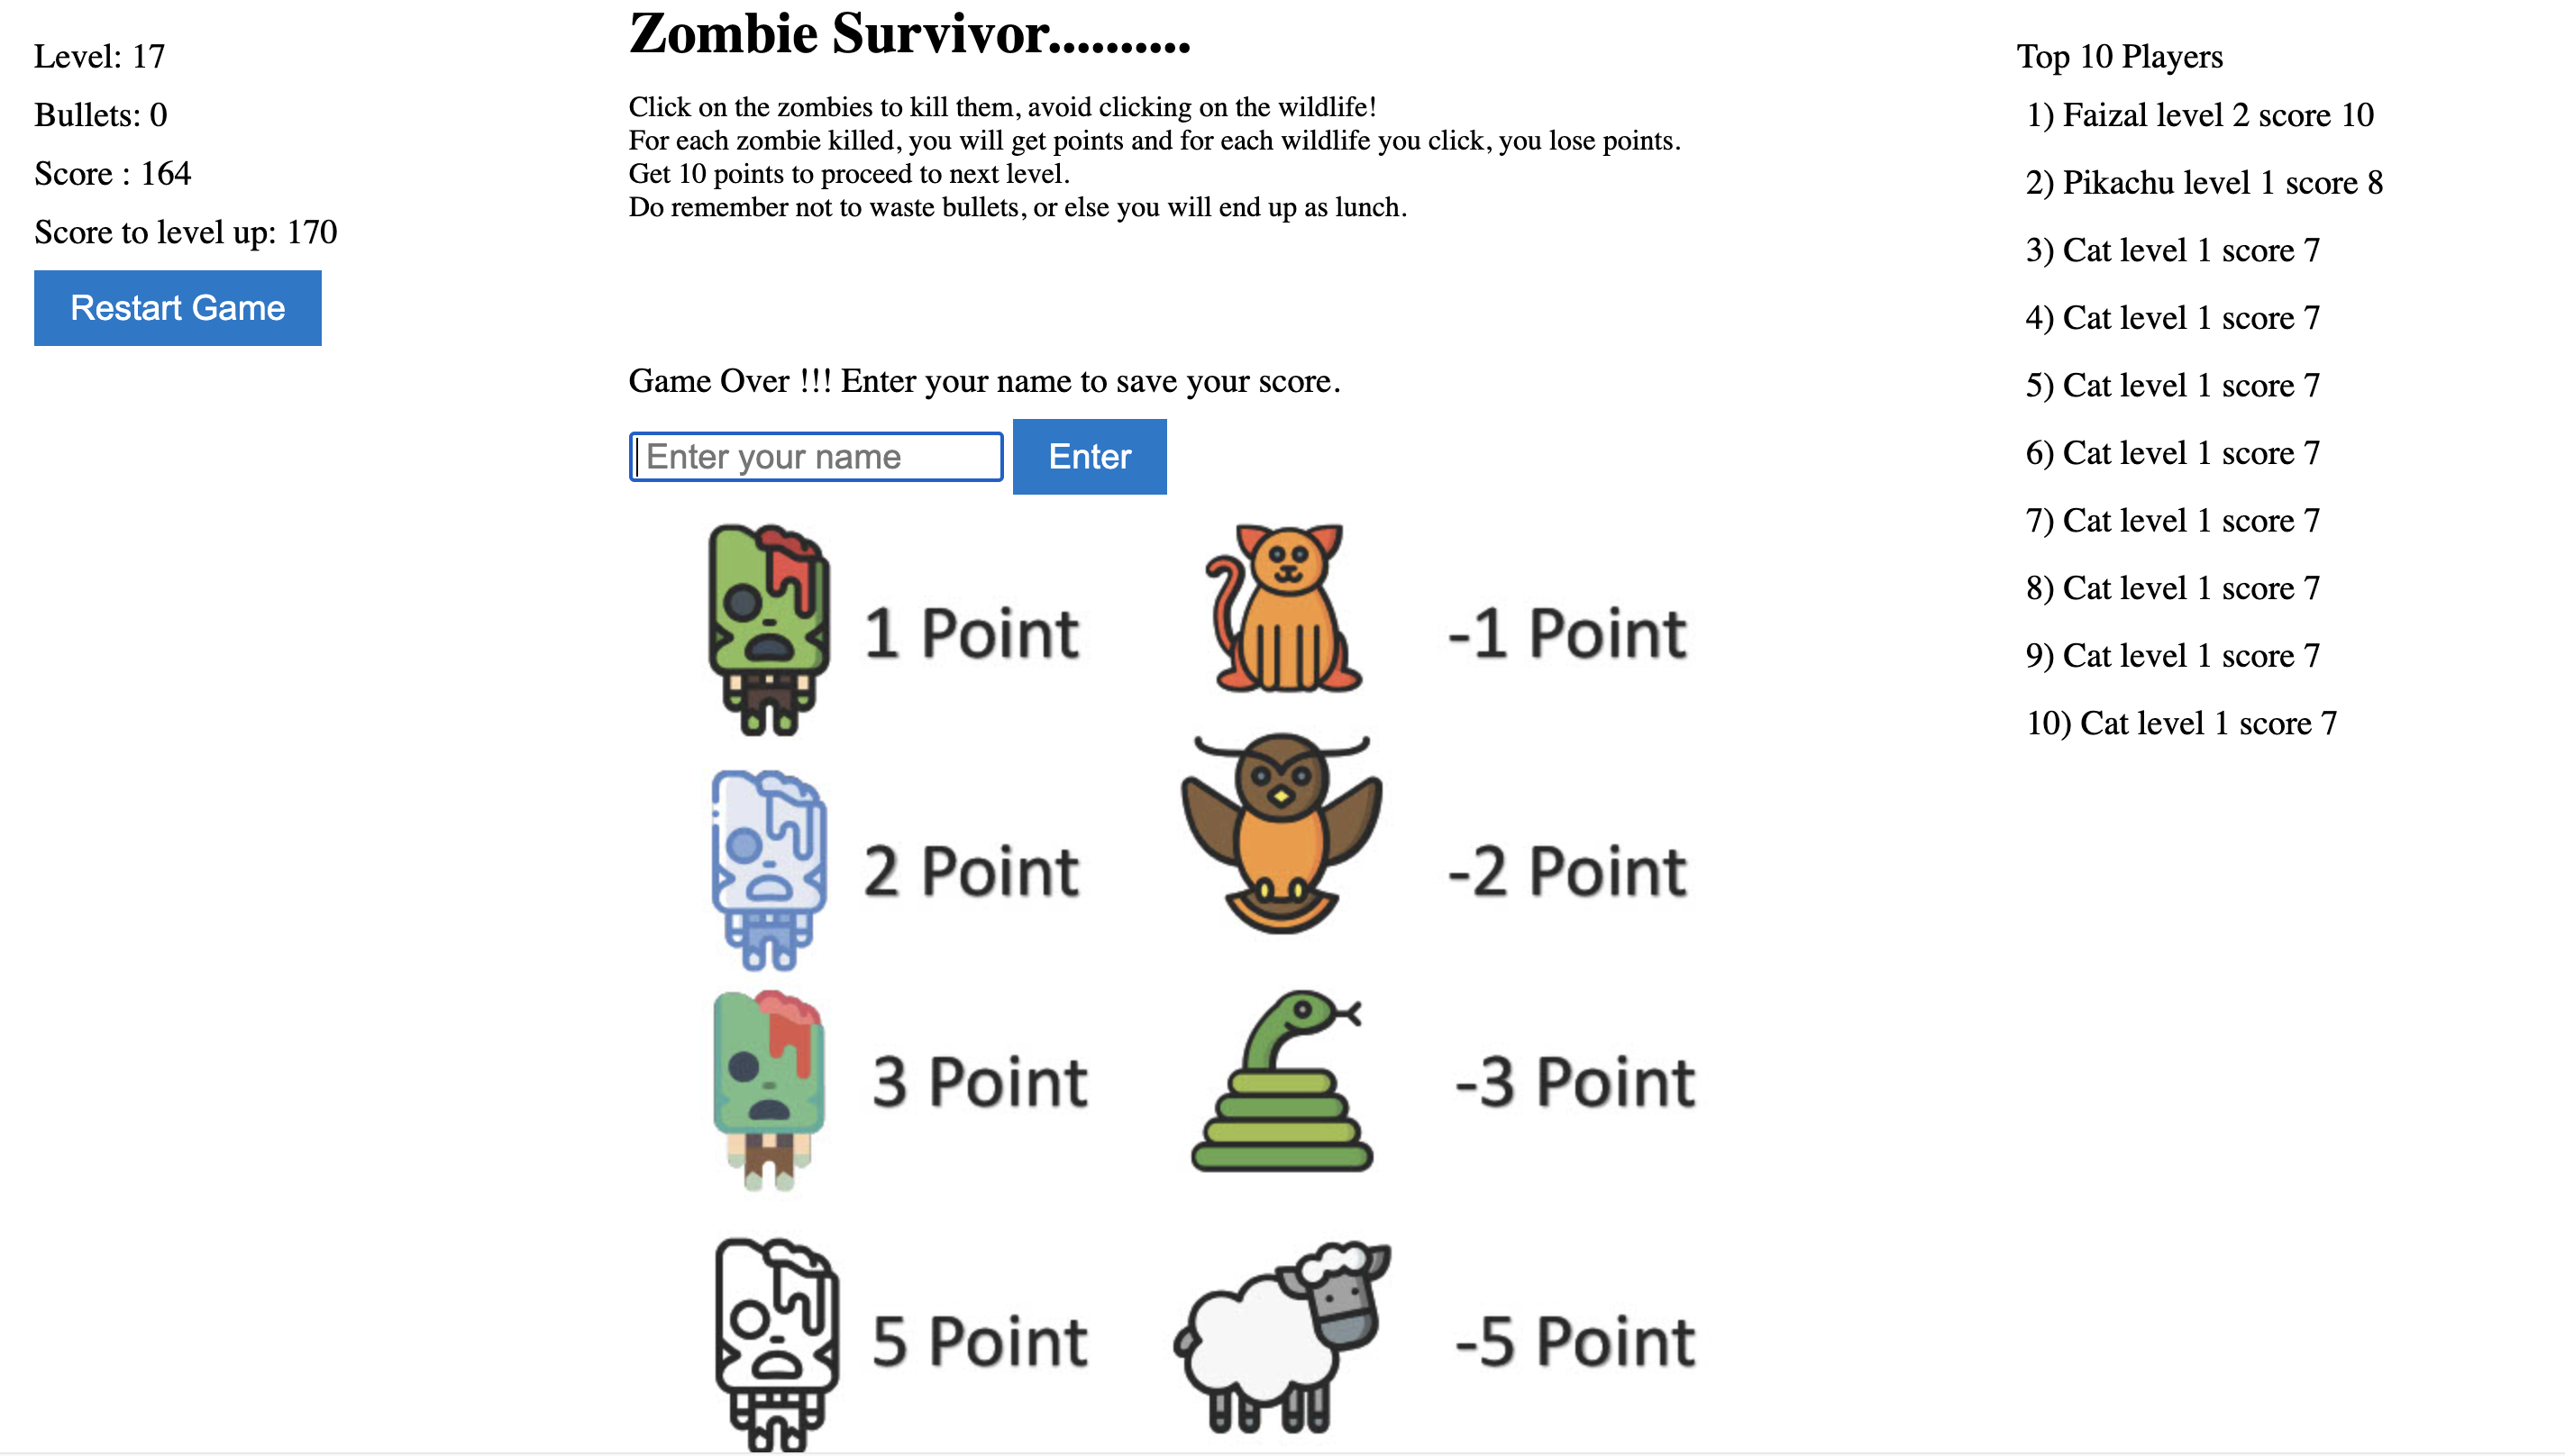 Level: 17
Bullets: 0
Score : 164
Score to level up: 170
Restart Game
Zombie Survivor..........
Click on the zombies to kill them, avoid clicking on the wildlife!
For each zombie killed, you will get points and for each wildlife you click, you lose points.
Get 10 points to proceed to next level.
Do remember not to waste bullets, or else you will end up as lunch.
Game Over !!! Enter your name to save your score.
Enter your name
Enter
1 Point
-1 Point
2 Point
-2 Point
3 Point
-3 Point
5 Point
-5 Point
Top 10 Players
1) Faizal level 2 score 10
2) Pikachu level 1 score 8
3) Cat level 1 score 7
4) Cat level 1 score 7
5) Cat level 1 score 7
6) Cat level 1 score 7
7) Cat level 1 score 7
8) Cat level 1 score 7
9) Cat level 1 score 7
10) Cat level 1 score 7